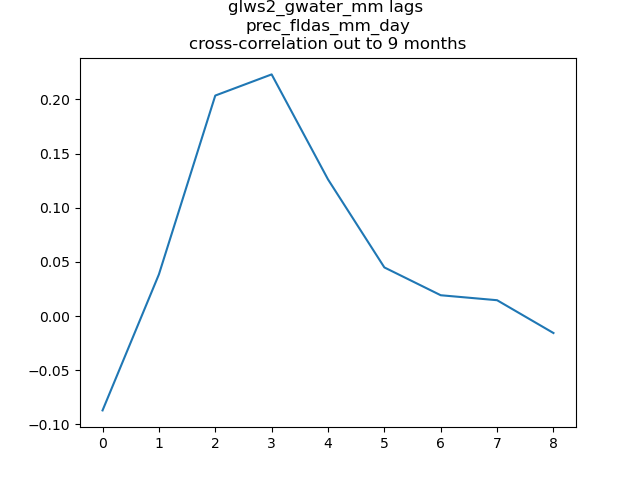 glws2_gwater_mm lags
prec_fldas_mm_day
cross-correlation out to 9 months
0.20
0.15
0.10
0.05
0.00
−0.05
−0.10
0 1 2 3 4 5 6 7 8